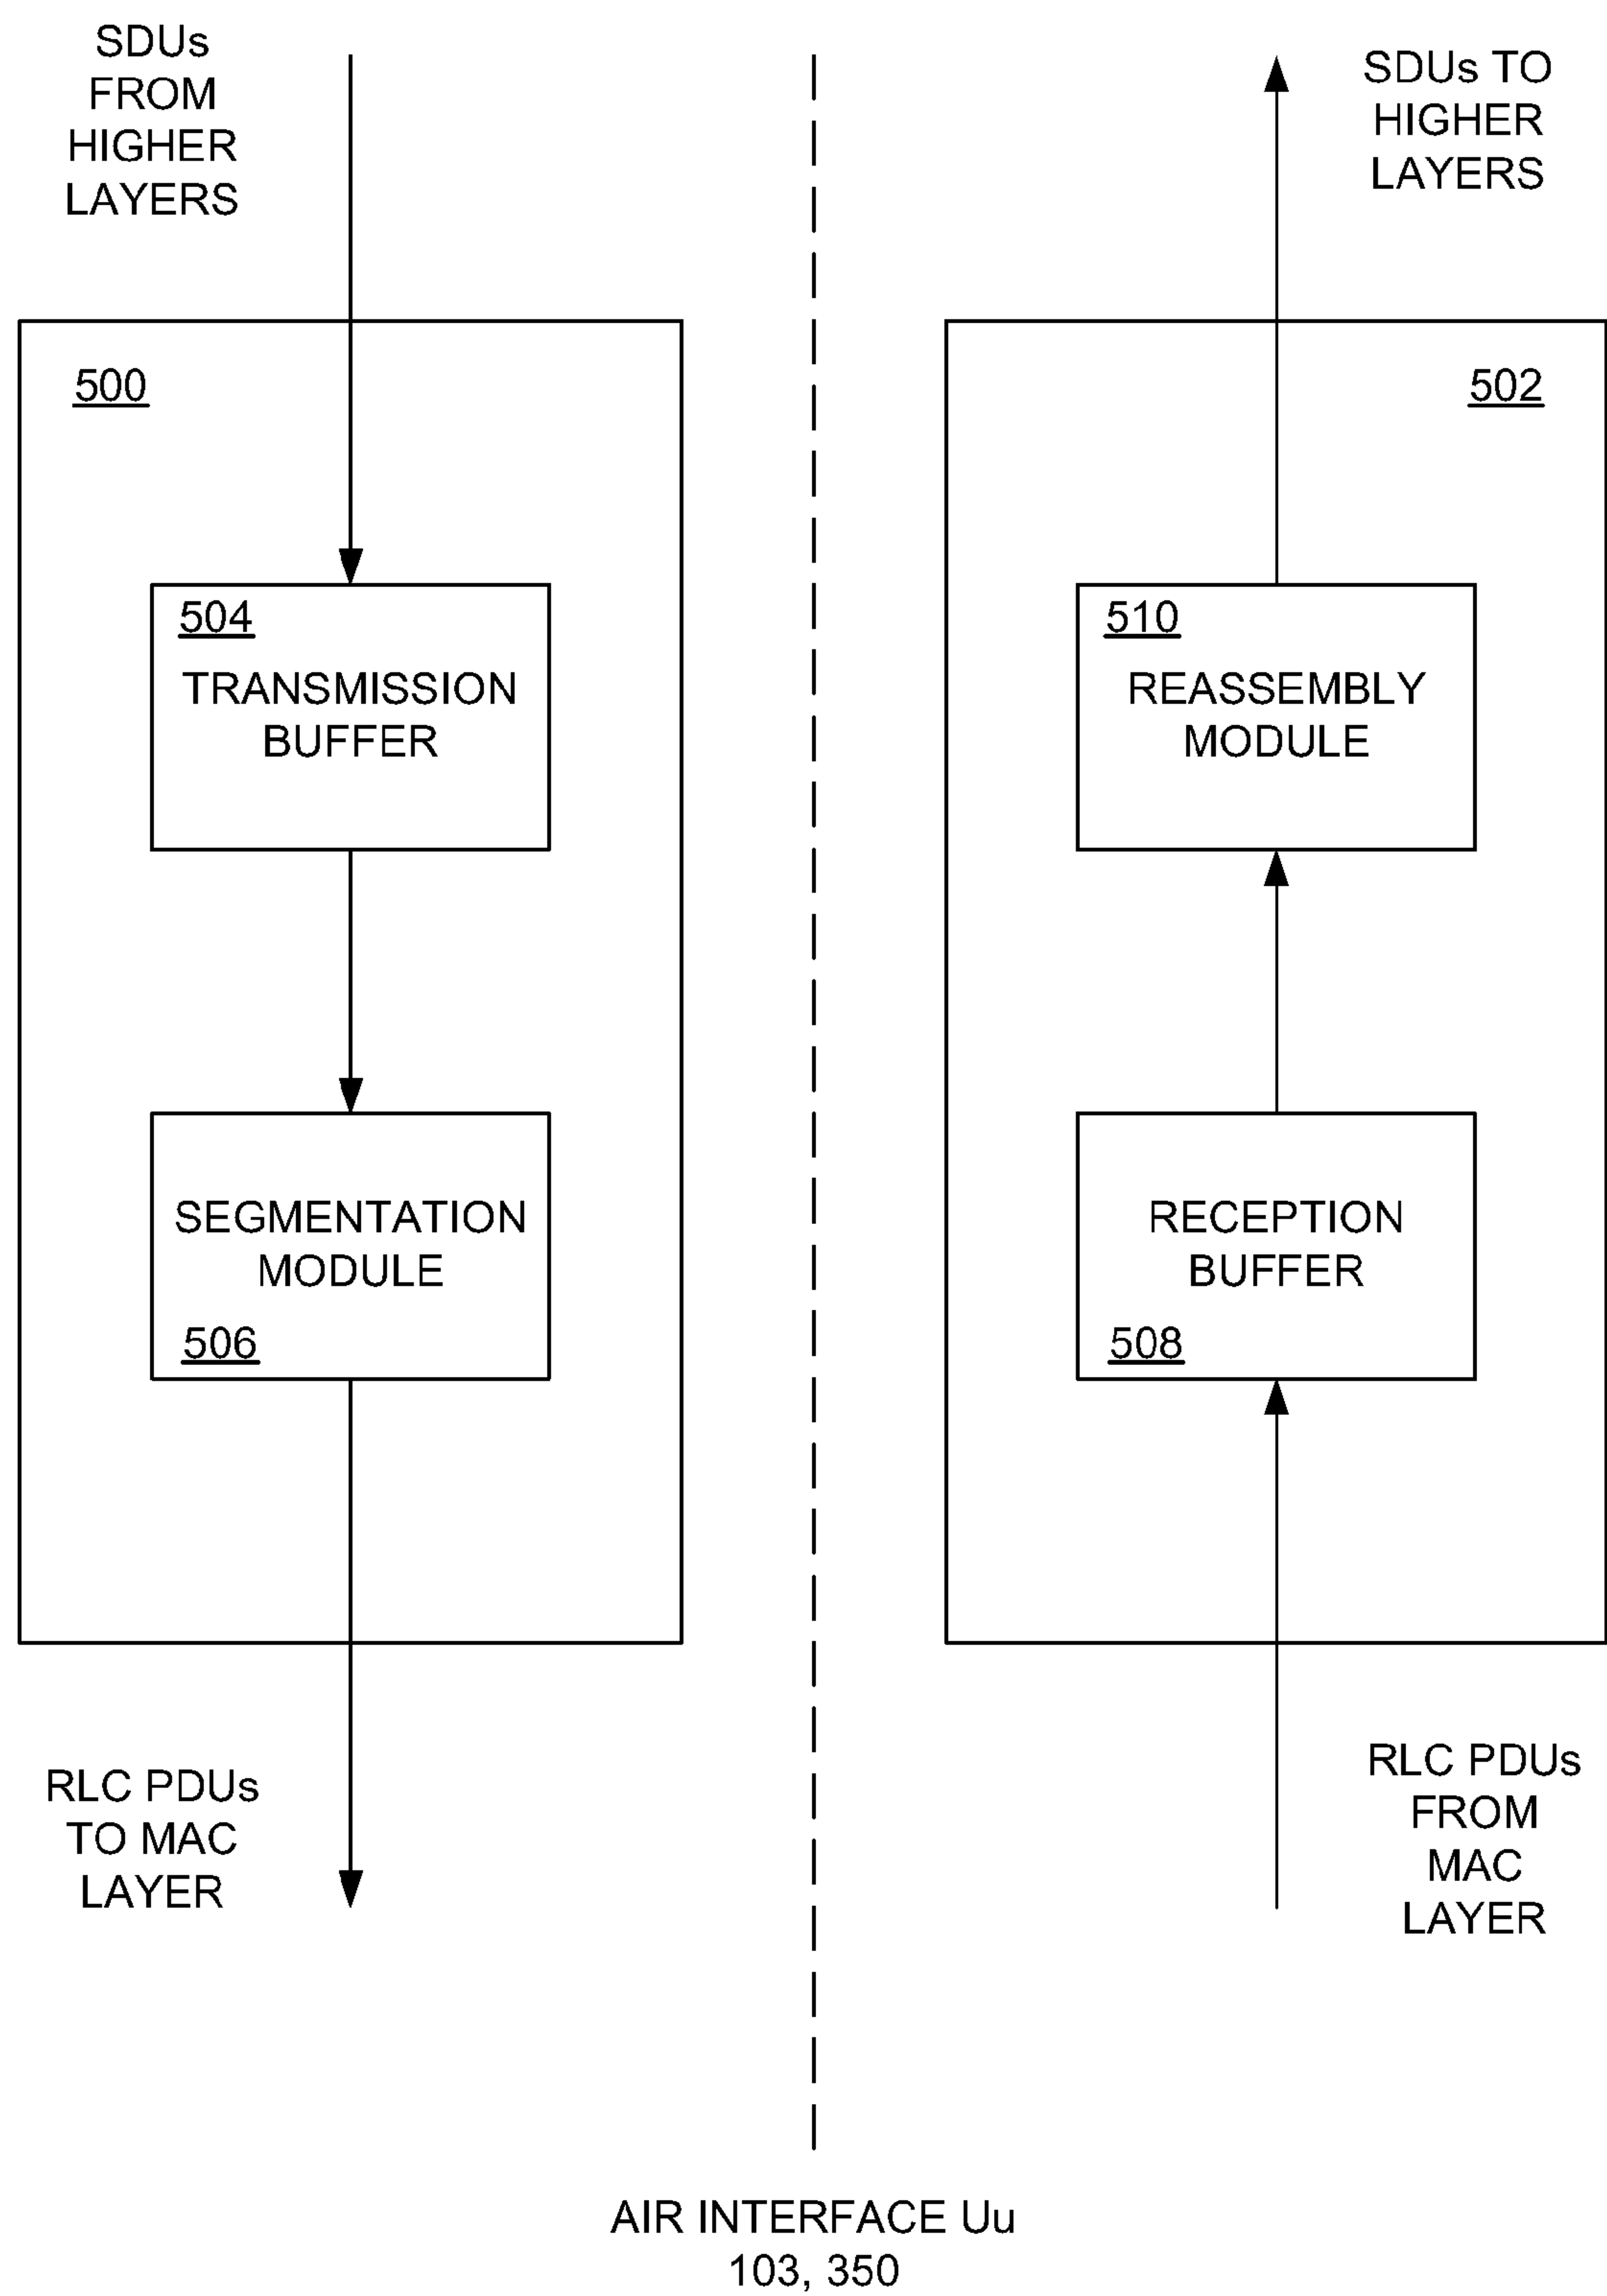 SDUs
FROM
HIGHER
LAYERS
500
504
TRANSMISSION
BUFFER
SEGMENTATION
MODULE
506
RLC PDUs
TO MAC
LAYER
SDUs TO
HIGHER
LAYERS
502
510
REASSEMBLY
MODULE
RECEPTION
BUFFER
508
RLC PDUs
FROM
MAC
LAYER
AIR INTERFACE Uu
103, 350